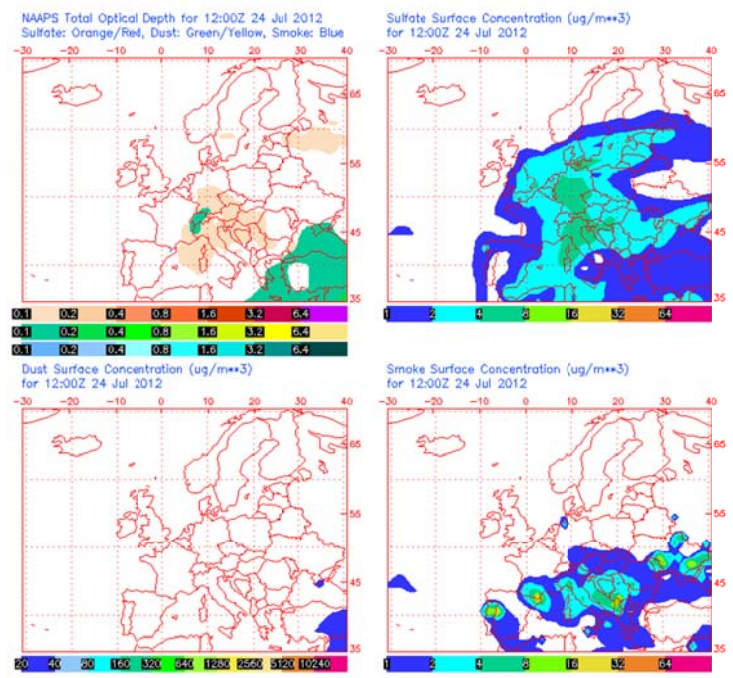 NAAPS Total Optical Depth for 12:00Z 24 Jul 2012
Sulfate: Orange/Red, Dust: Green/Yellow, Smoke: Blue
-30 -20 -10 0 10 20 30 40
65
55
45
35
0.1 0.2 0.4 0.8 1.6 3.2 6.4
0.1 0.2 0.4 0.8 1.6 3.2 6.4
0.1 0.2 0.4 0.8 1.6 3.2 6.4
Sulfate Surface Concentration (ug/m**3)
for 12:00Z 24 Jul 2012
-30 -20 -10 0 10 20 30 40
65
55
45
35
1 2 4 8 16 32 64
Dust Surface Concentration (ug/m**3)
for 12:00Z 24 Jul 2012
-30 -20 -10 0 10 20 30 40
65
55
45
35
20 40 80 160 320 640 1280 2560 5120 10240
Smoke Surface Concentration (ug/m**3)
for 12:00Z 24 Jul 2012
-30 -20 -10 0 10 20 30 40
65
55
45
35
1 2 4 8 16 32 64